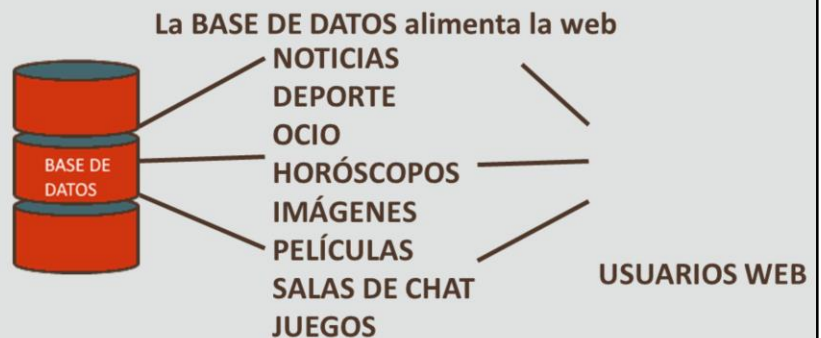 La BASE DE DATOS alimenta la web
NOTICIAS
DEPORTE
OCIO
HORÓSCOPOS
IMÁGENES
PELÍCULAS
SALAS DE CHAT
JUEGOS
BASE DE
DATOS
USUARIOS WEB